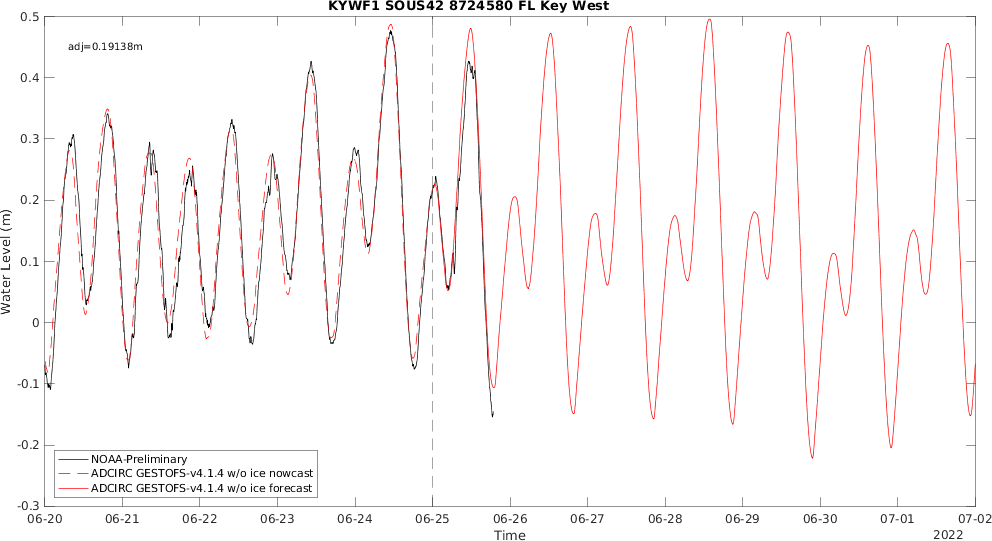 KYWF1 SOUS42 8724580 FL Key West
adj=0.19138m
0.5
0.4
0.3
0.2
0.1
0
-0.1
-0.2
-0.3
Water Level (m)
NOAA-Preliminary
ADCIRC GESTOFS-v4.1.4 w/o ice nowcast
ADCIRC GESTOFS-v4.1.4 w/o ice forecast
06-20 06-21 06-22 06-23 06-24 06-25 06-26 06-27 06-28 06-29 06-30 07-01 07-02
Time
2022